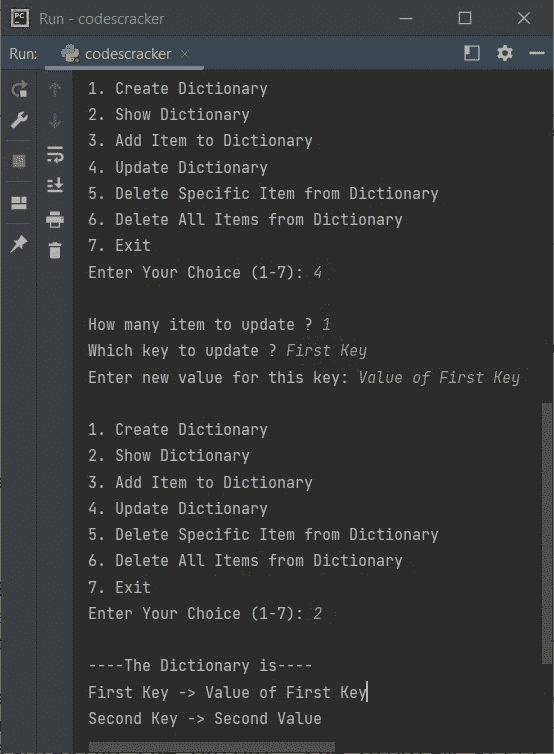 Run - codescracker
Run: codescracker
1. Create Dictionary
2. Show Dictionary
3. Add Item to Dictionary
4. Update Dictionary
5. Delete Specific Item from Dictionary
6. Delete All Items from Dictionary
7. Exit
Enter Your Choice (1-7): 4
How many item to update ? 1
Which key to update ? First Key
Enter new value for this key: Value of First Key
1. Create Dictionary
2. Show Dictionary
3. Add Item to Dictionary
4. Update Dictionary
5. Delete Specific Item from Dictionary
6. Delete All Items from Dictionary
7. Exit
Enter Your Choice (1-7): 2
----The Dictionary is----
First Key -> Value of First Key
Second Key -> Second Value